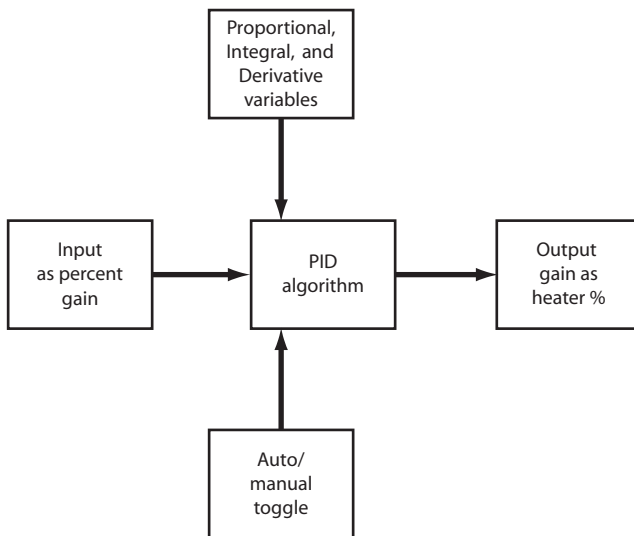 Proportional,
Integral, and
Derivative
variables
Input
as percent
gain
PID
algorithm
Output
gain as
heater %
Auto/
manual
toggle